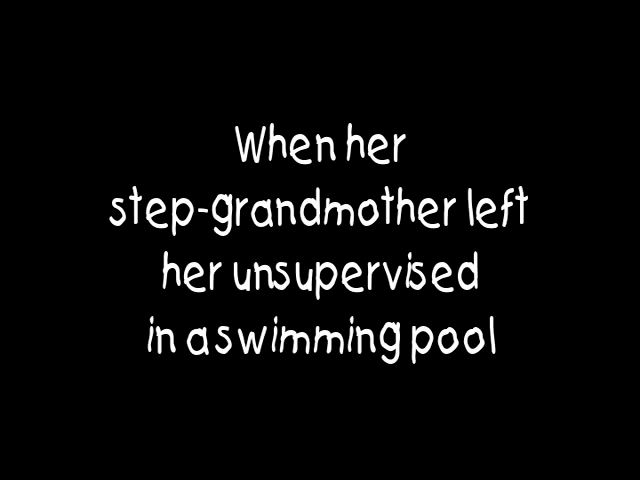 When her
step-grandmother left
her unsupervised
in a swimming pool